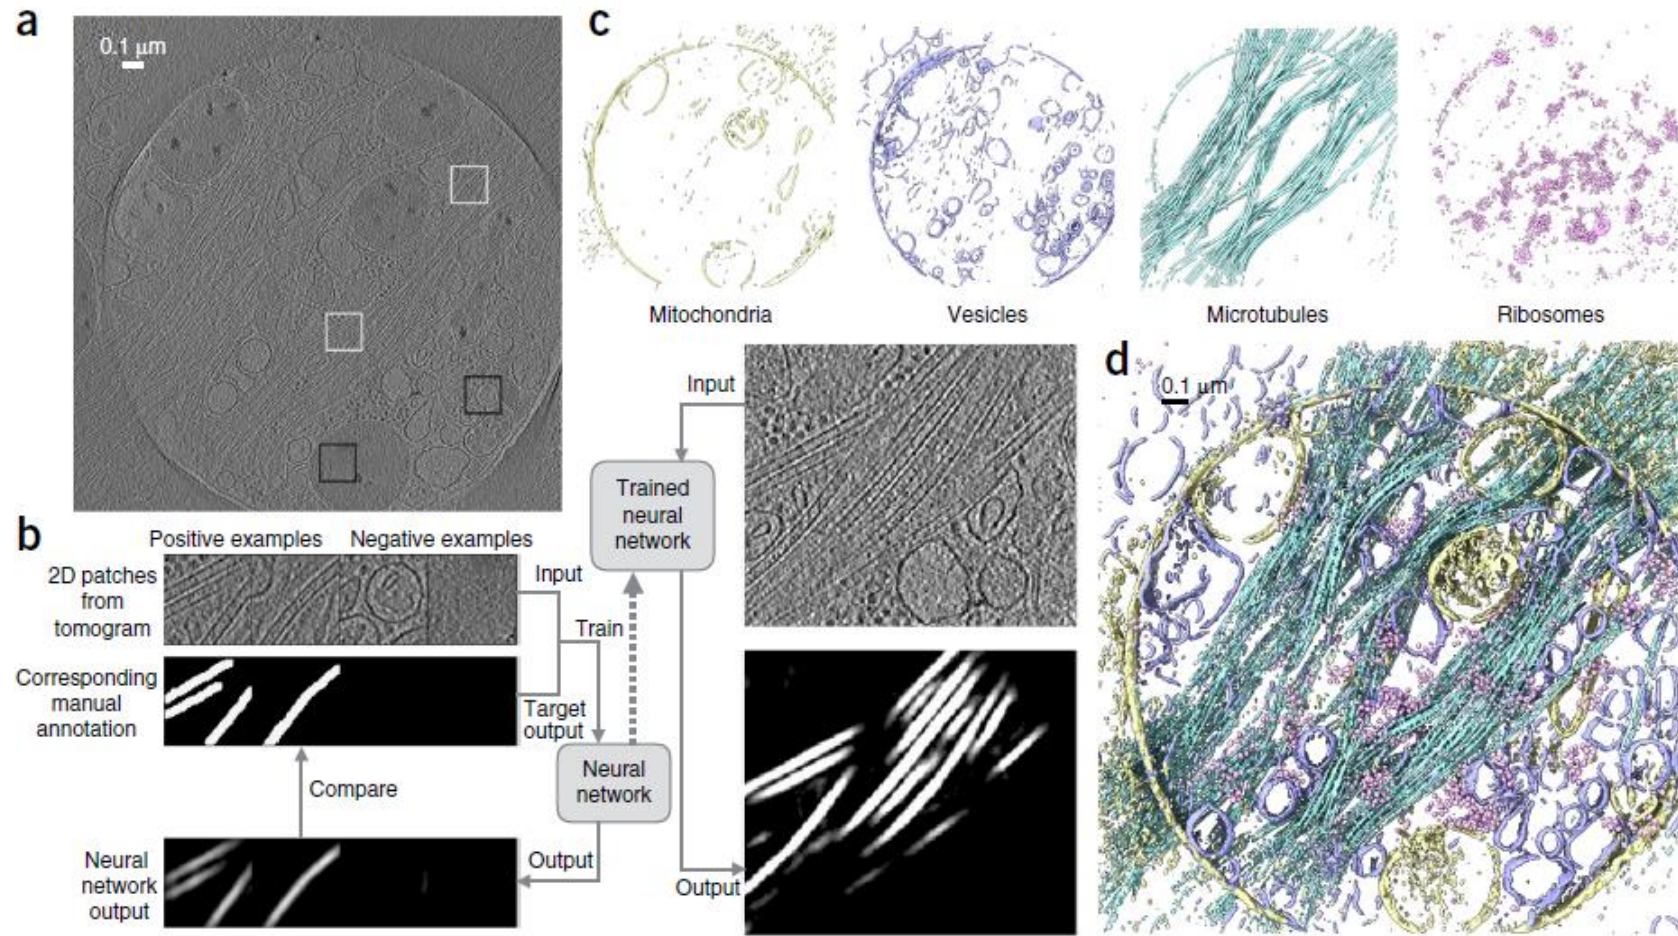 a
0.1 μm
b
Positive examples
Negative examples
2D patches
from
tomogram
Input
Train
Corresponding
manual
annotation
Target
output
Compare
Neural
network
Neural
network
output
Output
Input
Trained
neural
network
Output
c
Mitochondria
Vesicles
Microtubules
Ribosomes
d
0.1 μm